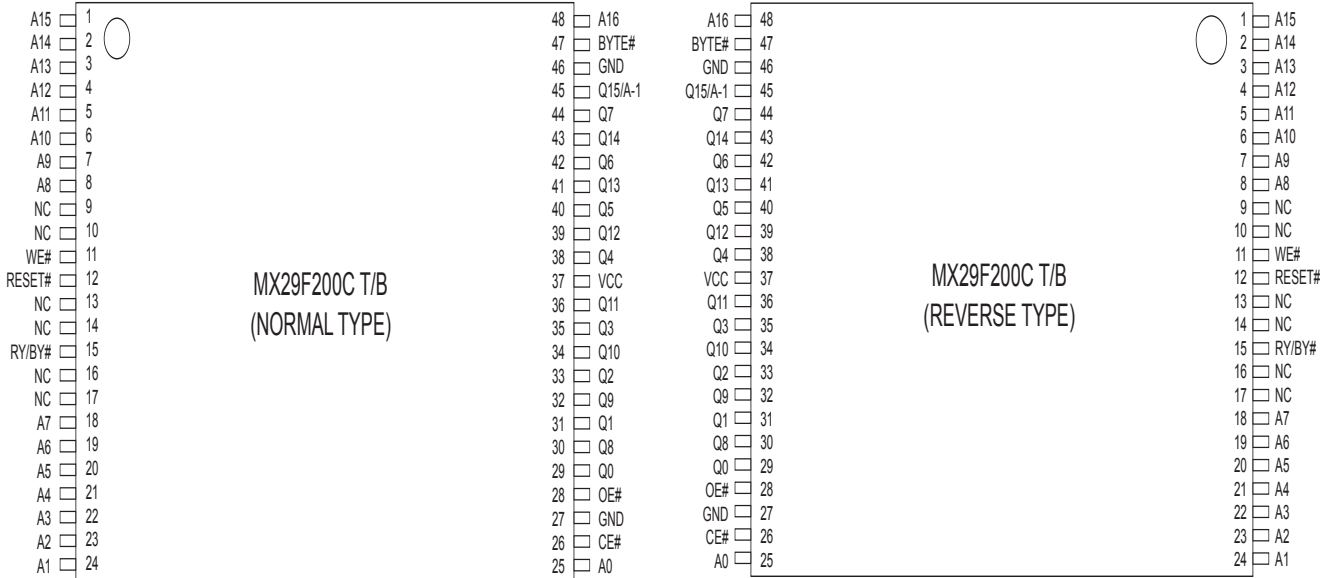 A15 1 48 A16 A16 48 1 A15
A14 2 47 BYTE# BYTE# 47 2 A14
A13 3 46 GND GND 46 3 A13
A12 4 45 Q15/A-1 Q15/A-1 45 4 A12
A11 5 44 Q7 Q7 44 5 A11
A10 6 43 Q14 Q14 43 6 A10
A9 7 42 Q6 Q6 42 7 A9
A8 8 41 Q13 Q13 41 8 A8
NC 9 40 Q5 Q5 40 9 NC
NC 10 39 Q12 Q12 39 10 NC
WE# 11 38 Q4 Q4 38 11 WE#
RESET# 12 MX29F200C T/B 37 VCC VCC 37 MX29F200C T/B 12 RESET#
NC 13 36 Q11 Q11 36 13 NC
NC 14 (NORMAL TYPE) 35 Q3 Q3 35 (REVERSE TYPE) 14 NC
RY/BY# 15 34 Q10 Q10 34 15 RY/BY#
NC 16 33 Q2 Q2 33 16 NC
NC 17 32 Q9 Q9 32 17 NC
A7 18 31 Q1 Q1 31 18 A7
A6 19 30 Q8 Q8 30 19 A6
A5 20 29 Q0 Q0 29 20 A5
A4 21 28 OE# OE# 28 21 A4
A3 22 27 GND GND 27 22 A3
A2 23 26 CE# CE# 26 23 A2
A1 24 25 A0 A0 25 24 A1